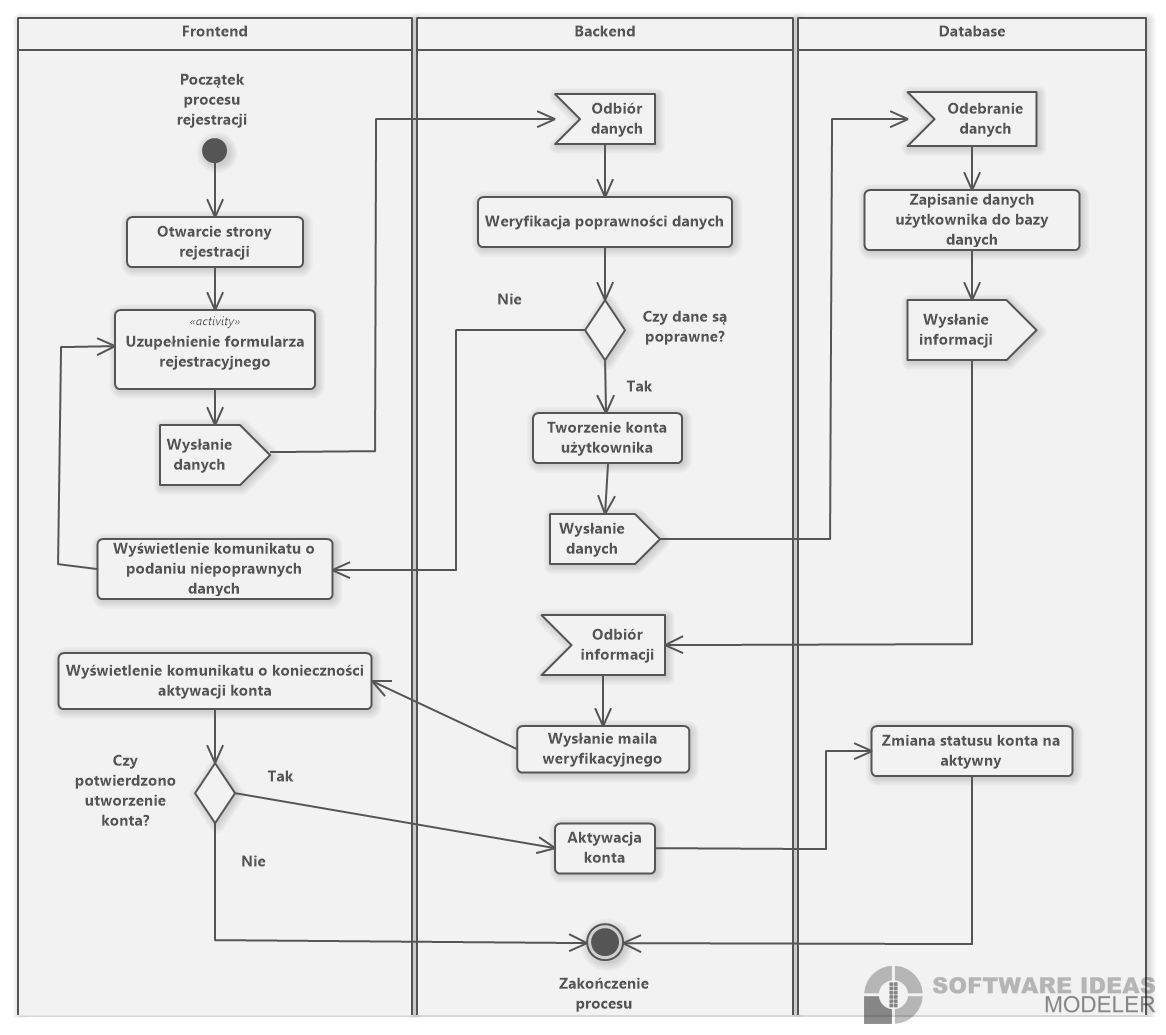 Frontend
Backend
Database
Początek
procesu
rejestracji
Otwarcie strony
rejestracji
«activity»
Uzupełnienie formularza
rejestracyjnego
Wysłanie
danych
Wyświetlenie komunikatu o
podaniu niepoprawnych
danych
Wyświetlenie komunikatu o konieczności
aktywacji konta
Czy
potwierdzono
utworzenie
konta?
Tak
Nie
Odbiór
danych
Weryfikacja poprawności danych
Nie
Czy dane są
poprawne?
Tak
Tworzenie konta
użytkownika
Wysłanie
danych
Odbiór
informacji
Wysłanie maila
weryfikacyjnego
Aktywacja
konta
Zakończenie
procesu
Odebranie
danych
Zapisanie danych
użytkownika do bazy
danych
Wysłanie
informacji
Zmiana statusu konta na
aktywny
SOFTWARE IDEAS
MODELER